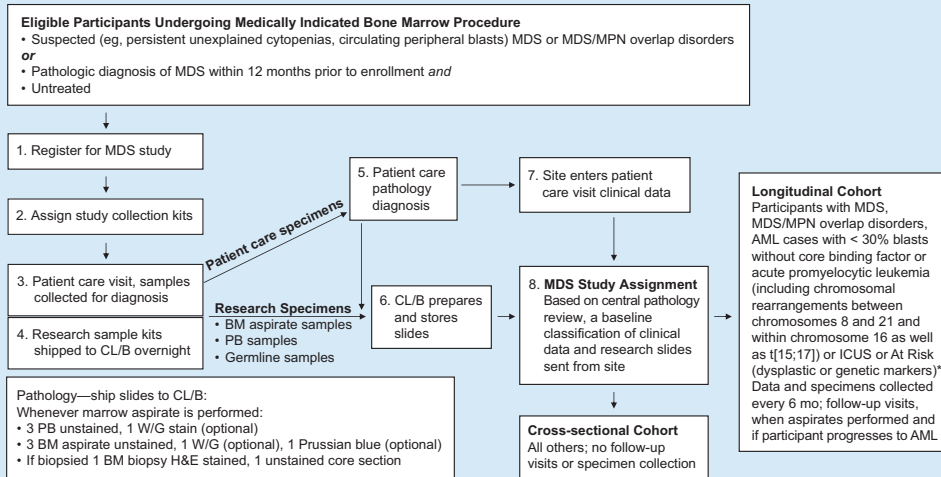 Eligible Participants Undergoing Medically Indicated Bone Marrow Procedure
• Suspected (eg, persistent unexplained cytopenias, circulating peripheral blasts) MDS or MDS/MPN overlap disorders
or
• Pathologic diagnosis of MDS within 12 months prior to enrollment and
• Untreated
1. Register for MDS study
2. Assign study collection kits
3. Patient care visit, samples
collected for diagnosis
4. Research sample kits
shipped to CL/B overnight
Patient care specimens
Research Specimens
• BM aspirate samples
• PB samples
• Germline samples
5. Patient care
pathology
diagnosis
6. CL/B prepares
and stores
slides
7. Site enters patient
care visit clinical data
8. MDS Study Assignment
Based on central pathology
review, a baseline
classification of clinical
data and research slides
sent from site
Longitudinal Cohort
Participants with MDS,
MDS/MPN overlap disorders,
AML cases with < 30% blasts
without core binding factor or
acute promyelocytic leukemia
(including chromosomal
rearrangements between
chromosomes 8 and 21 and
within chromosome 16 as well
as t[15;17]) or ICUS or At Risk
(dysplastic or genetic markers)*
Data and specimens collected
every 6 mo; follow-up visits,
when aspirates performed and
if participant progresses to AML
Pathology—ship slides to CL/B:
Whenever marrow aspirate is performed:
• 3 PB unstained, 1 W/G stain (optional)
• 3 BM aspirate unstained, 1 W/G (optional), 1 Prussian blue (optional)
• If biopsied 1 BM biopsy H&E stained, 1 unstained core section
Cross-sectional Cohort
All others; no follow-up
visits or specimen collection